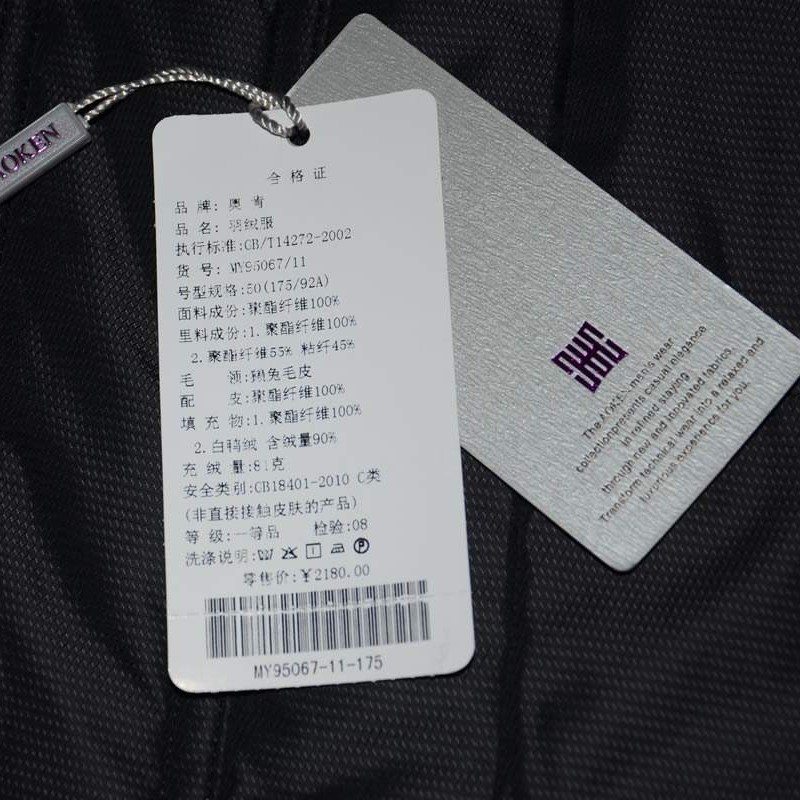 AOKEN
合格证
品 牌: 奥 肯
品 名: 羽绒服
执行标准:GB/T14272-2002
货 号: MY95067/11
号型规格:50(175/92A)
面料成份:聚酯纤维100%
里料成份:1.聚酯纤维100%
2.聚酯纤维55% 粘纤45%
毛 领:獭兔毛皮
配 皮:聚酯纤维100%
填 充 物:1.聚酯纤维100%
2.白鸭绒 含绒量90%
充 绒 量:81克
安全类别:GB18401-2010 C类
(非直接接触皮肤的产品)
等 级:一等品 检验:08
洗涤说明:
P
零售价:¥2180.00
MY95067-11-175
The AOKEN men's wear
collectionpresents casual elegance
in refined staying
through new and innovated fabrics.
Transform technical wear into a relaxed and
luxurious experience for you.